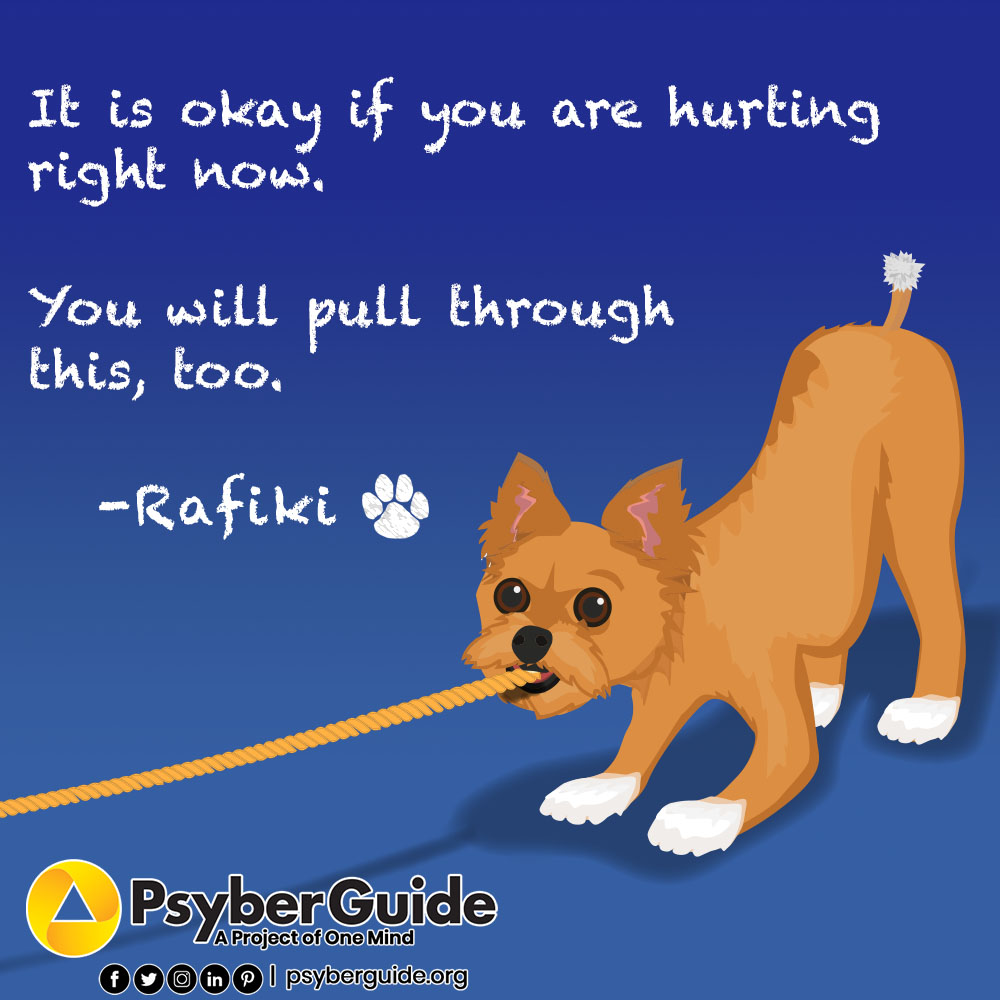 It is okay if you are hurting
right now.
You will pull through
this, too.
-Rafiki
PsyberGuide
A Project of One Mind
| psyberguide.org